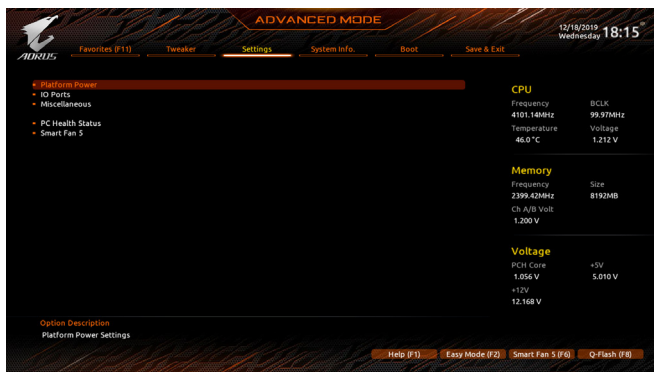 ADVANCED MODE
12/18/2019
Wednesday 18:15
AORUS
Favorites (F11) Tweaker Settings System Info. Boot Save & Exit
Platform Power
IO Ports
Miscellaneous
PC Health Status
Smart Fan 5
CPU
Frequency BCLK
4101.14MHz 99.97MHz
Temperature Voltage
46.0 °C 1.212 V
Memory
Frequency Size
2399.42MHz 8192MB
Ch A/B Volt
1.200 V
Voltage
PCH Core +5V
1.056 V 5.010 V
+12V
12.168 V
Option Description
Platform Power Settings
Help (F1) Easy Mode (F2) Smart Fan 5 (F6) Q-Flash (F8)